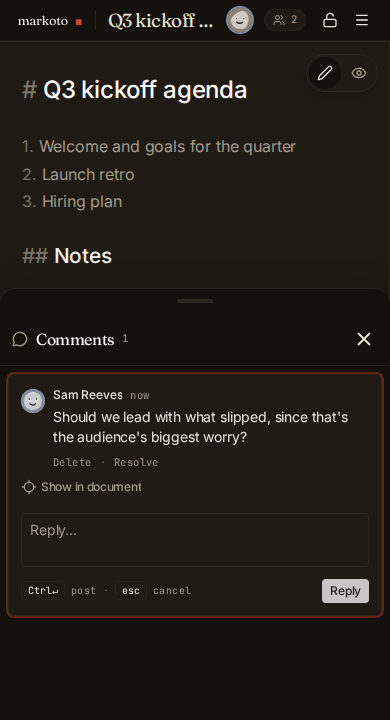 markoto
Q3 kickoff ...
2
# Q3 kickoff agenda
1. Welcome and goals for the quarter
2. Launch retro
3. Hiring plan
## Notes
Comments 1
Sam Reeves now
Should we lead with what slipped, since that's
the audience's biggest worry?
Delete · Resolve
Show in document
Reply...
Ctrl↵ post · esc cancel
Reply